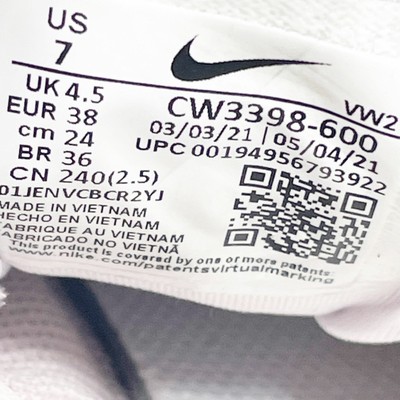 US
7
UK 4.5
EUR 38
cm 24
BR 36
CN 240(2.5)
CW3398-600
VW2
03/03/21 | 05/04/21
UPC 00194956793922
01JENVCBCR2YJ
MADE IN VIETNAM
HECHO EN VIETNAM
FABRIQUE AU VIETNAM
FABRICADO NO VIETNÃ
This product is covered by one of more patents:
www.nike.com/patentsvirtualmarking